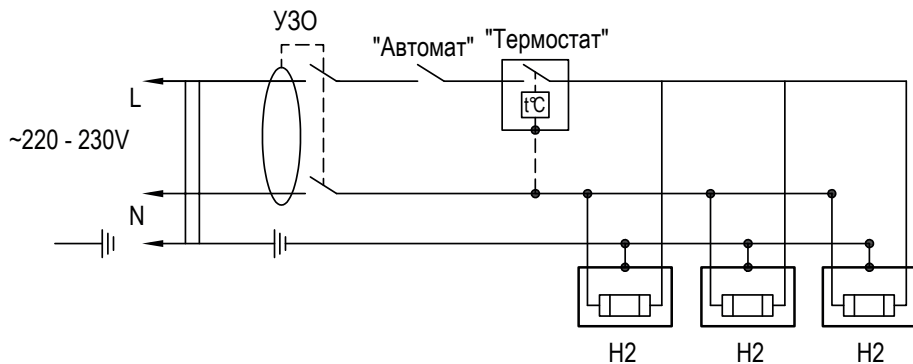 УЗО
"Автомат"
"Термостат"
t°C
L
~220 - 230V
N
H2
H2
H2